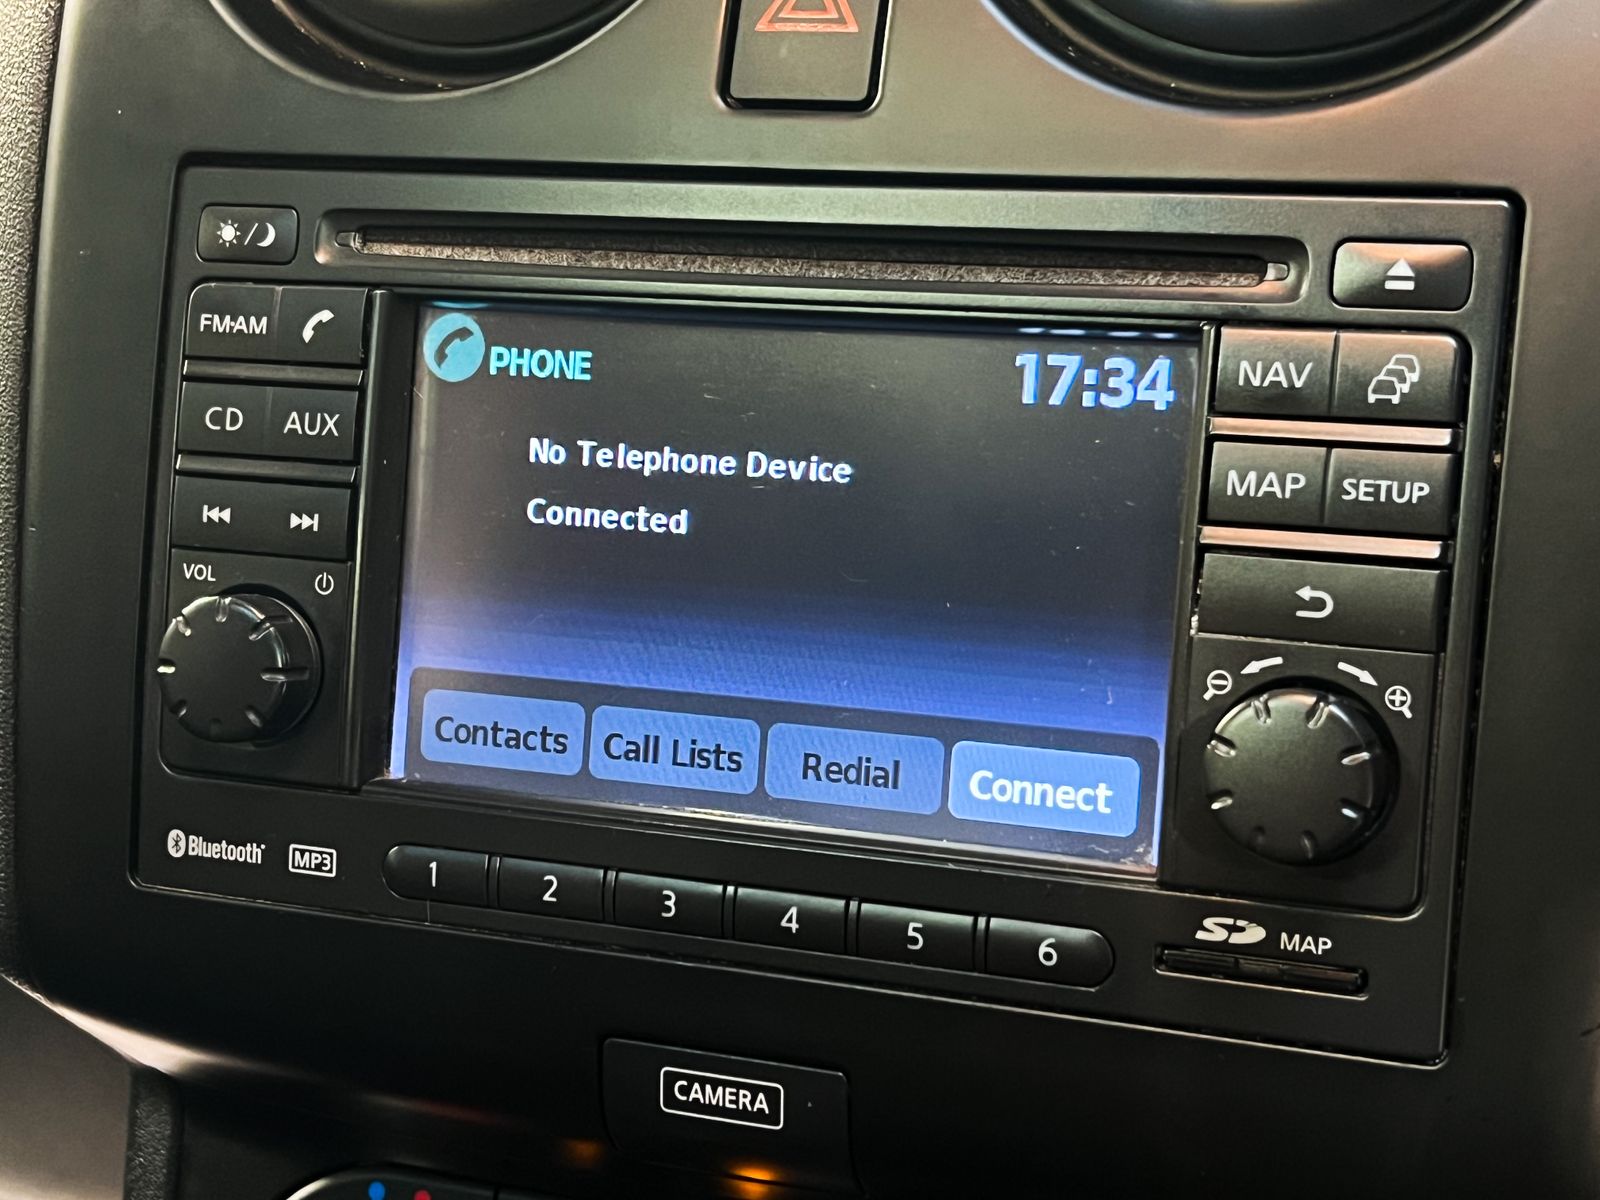 FM·AM
CD
AUX
VOL
PHONE
17:34
No Telephone Device
Connected
Contacts
Call Lists
Redial
Connect
NAV
MAP
SETUP
Bluetooth
MP3
1
2
3
4
5
6
SD
MAP
CAMERA